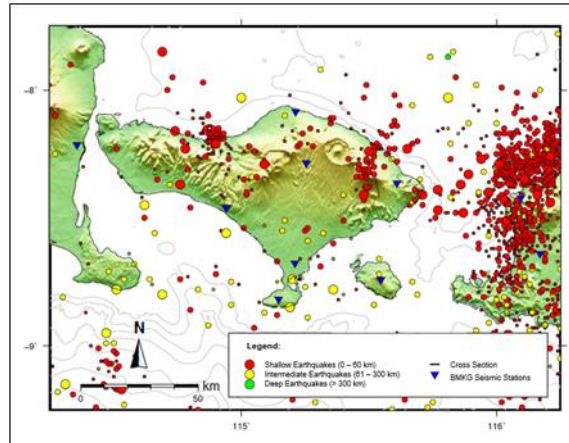 -8˚
-9˚
N
km
0
50
Legend:
Shallow Earthquakes (0 – 60 km)
Intermediate Earthquakes (61 – 300 km)
Deep Earthquakes (> 300 km)
Cross Section
BMKG Seismic Stations
115˚
116˚